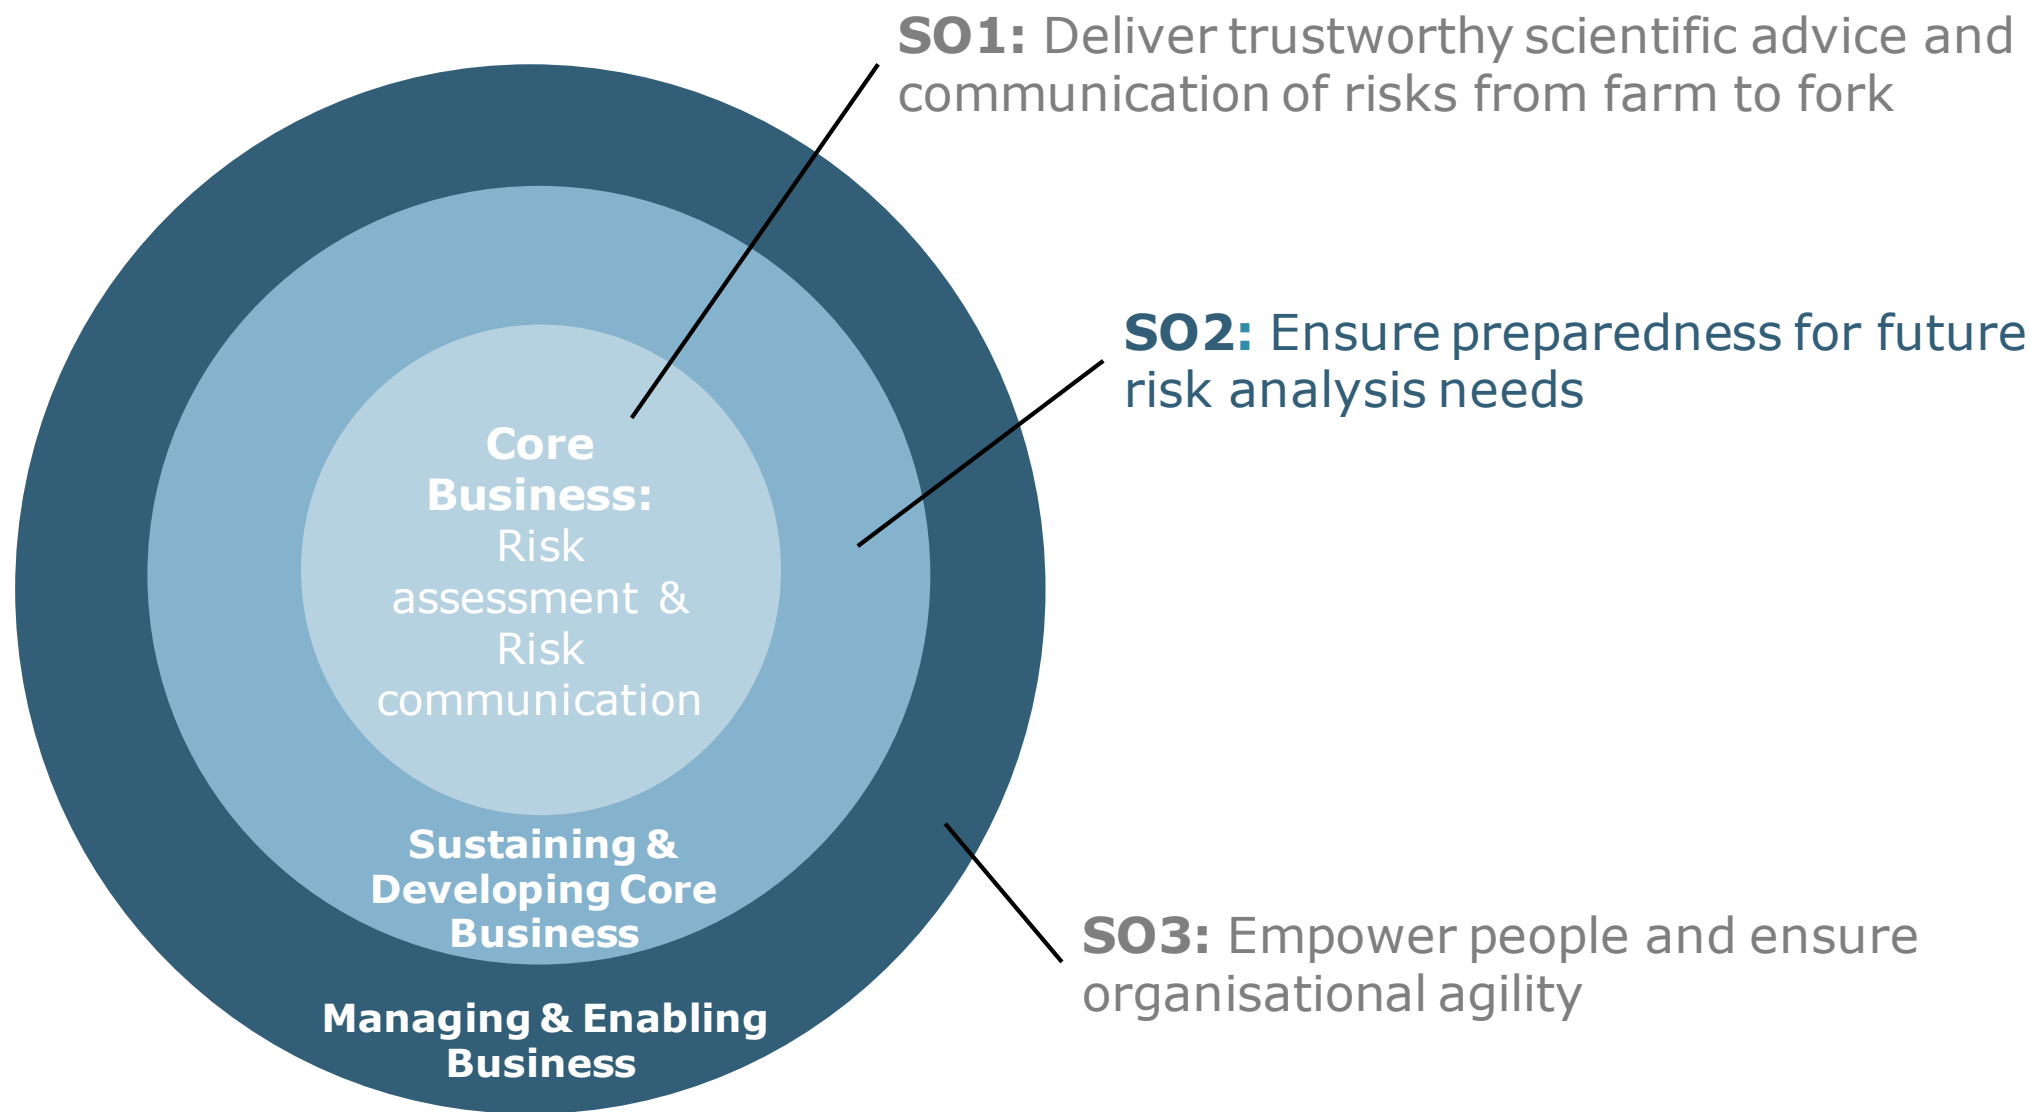 SO1: Deliver trustworthy scientific advice and
communication of risks from farm to fork
SO2: Ensure preparedness for future
risk analysis needs
Core
Business:
Risk
assessment &
Risk
communication
Sustaining &
Developing Core
Business
SO3: Empower people and ensure
organisational agility
Managing & Enabling
Business